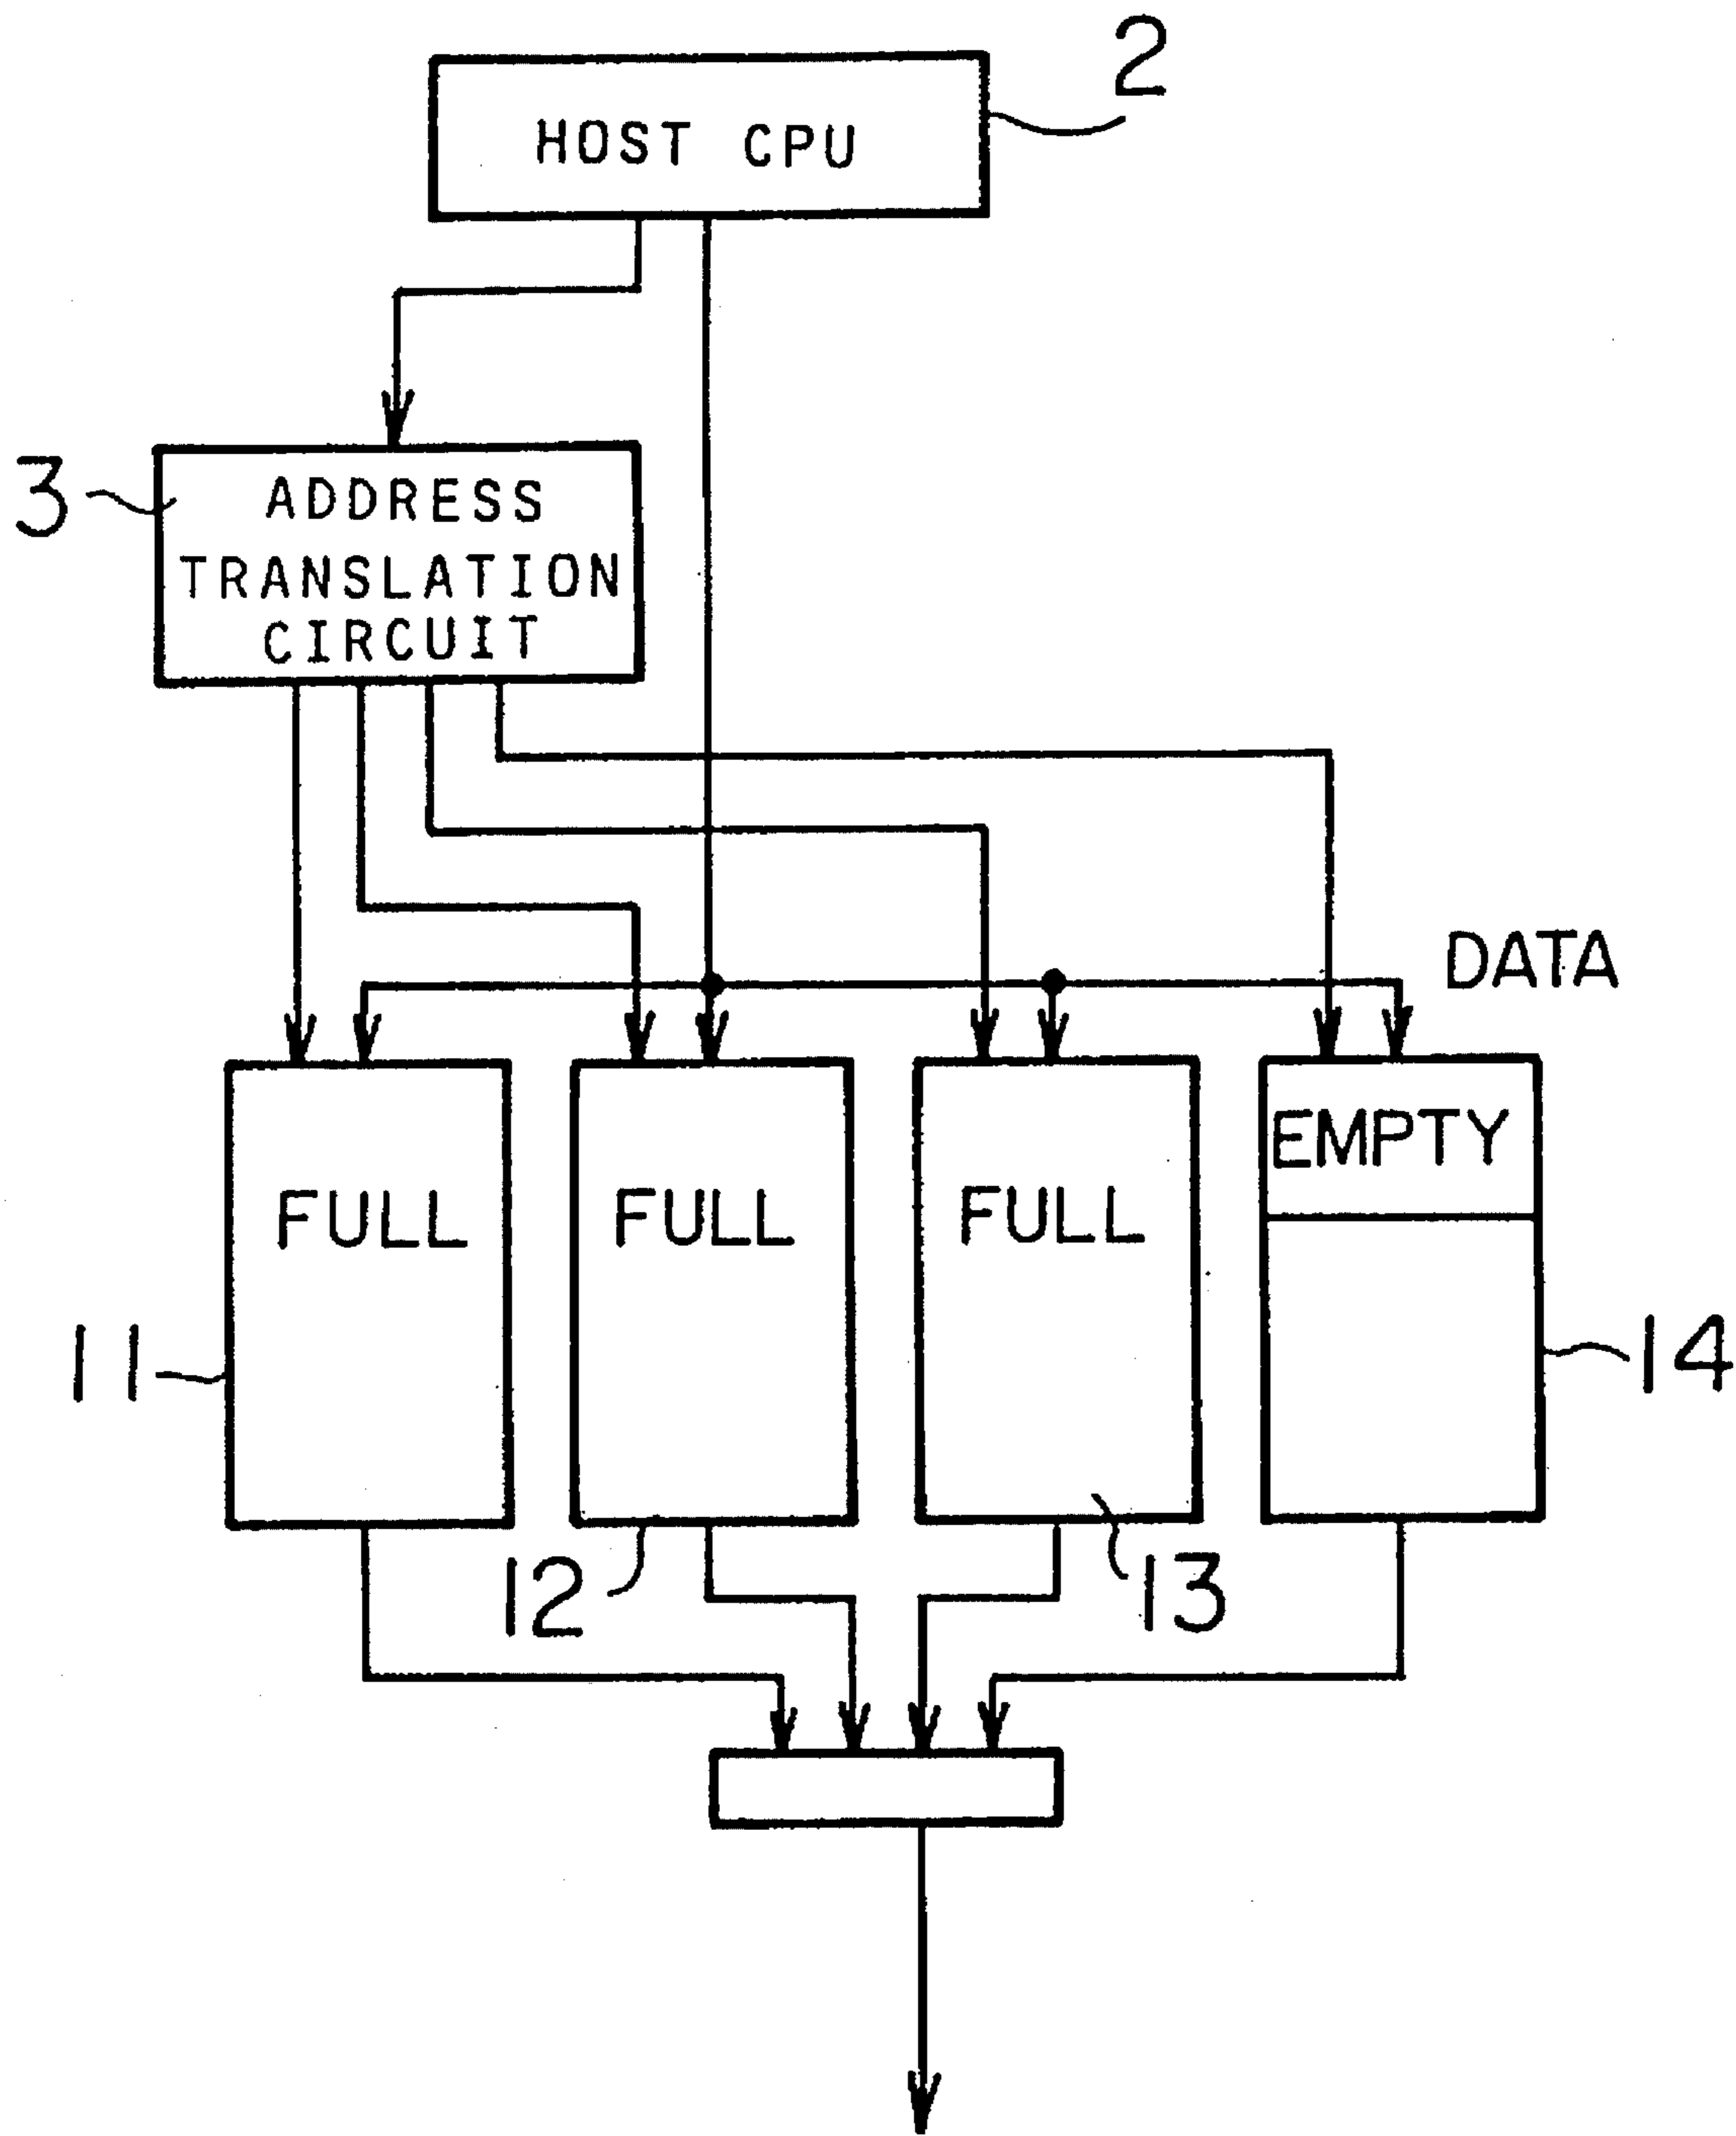 2
HOST CPU
3
ADDRESS
TRANSLATION
CIRCUIT
DATA
EMPTY
FULL
FULL
FULL
11
14
12
13